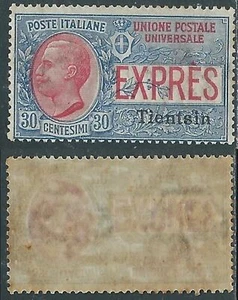 POSTE ITALIANE
UNIONE POSTALE
UNIVERSALE
EXPRES
Tientsin
30 CENTESIMI 30